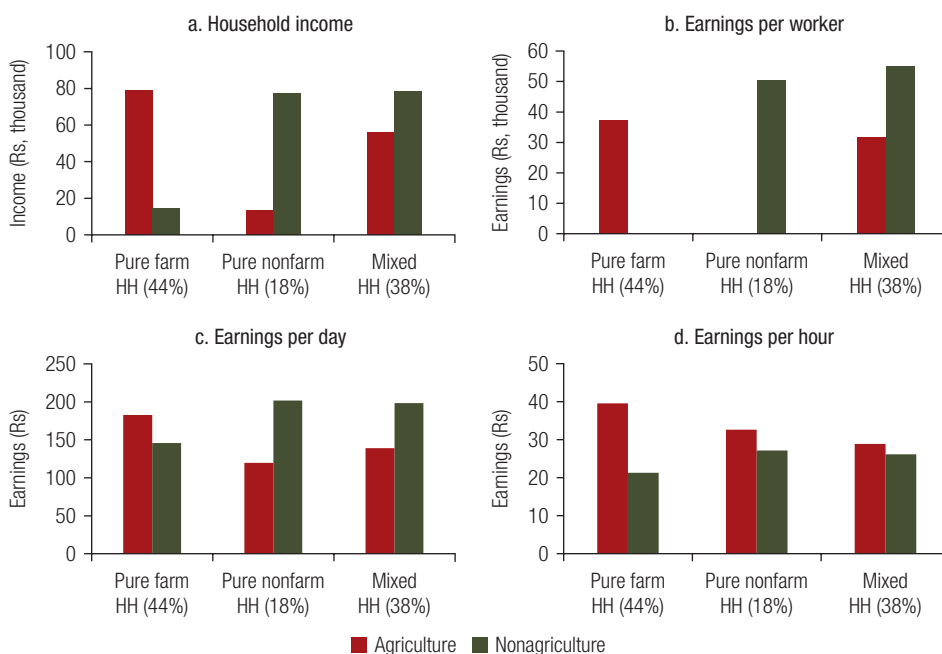 a. Household income
Income (Rs, thousand)
100
80
60
40
20
0
Pure farm
HH (44%)
Pure nonfarm
HH (18%)
Mixed
HH (38%)
b. Earnings per worker
Earnings (Rs, thousand)
60
50
40
30
20
10
0
Pure farm
HH (44%)
Pure nonfarm
HH (18%)
Mixed
HH (38%)
c. Earnings per day
Earnings (Rs)
250
200
150
100
50
0
Pure farm
HH (44%)
Pure nonfarm
HH (18%)
Mixed
HH (38%)
d. Earnings per hour
Earnings (Rs)
50
40
30
20
10
0
Pure farm
HH (44%)
Pure nonfarm
HH (18%)
Mixed
HH (38%)
Agriculture
Nonagriculture